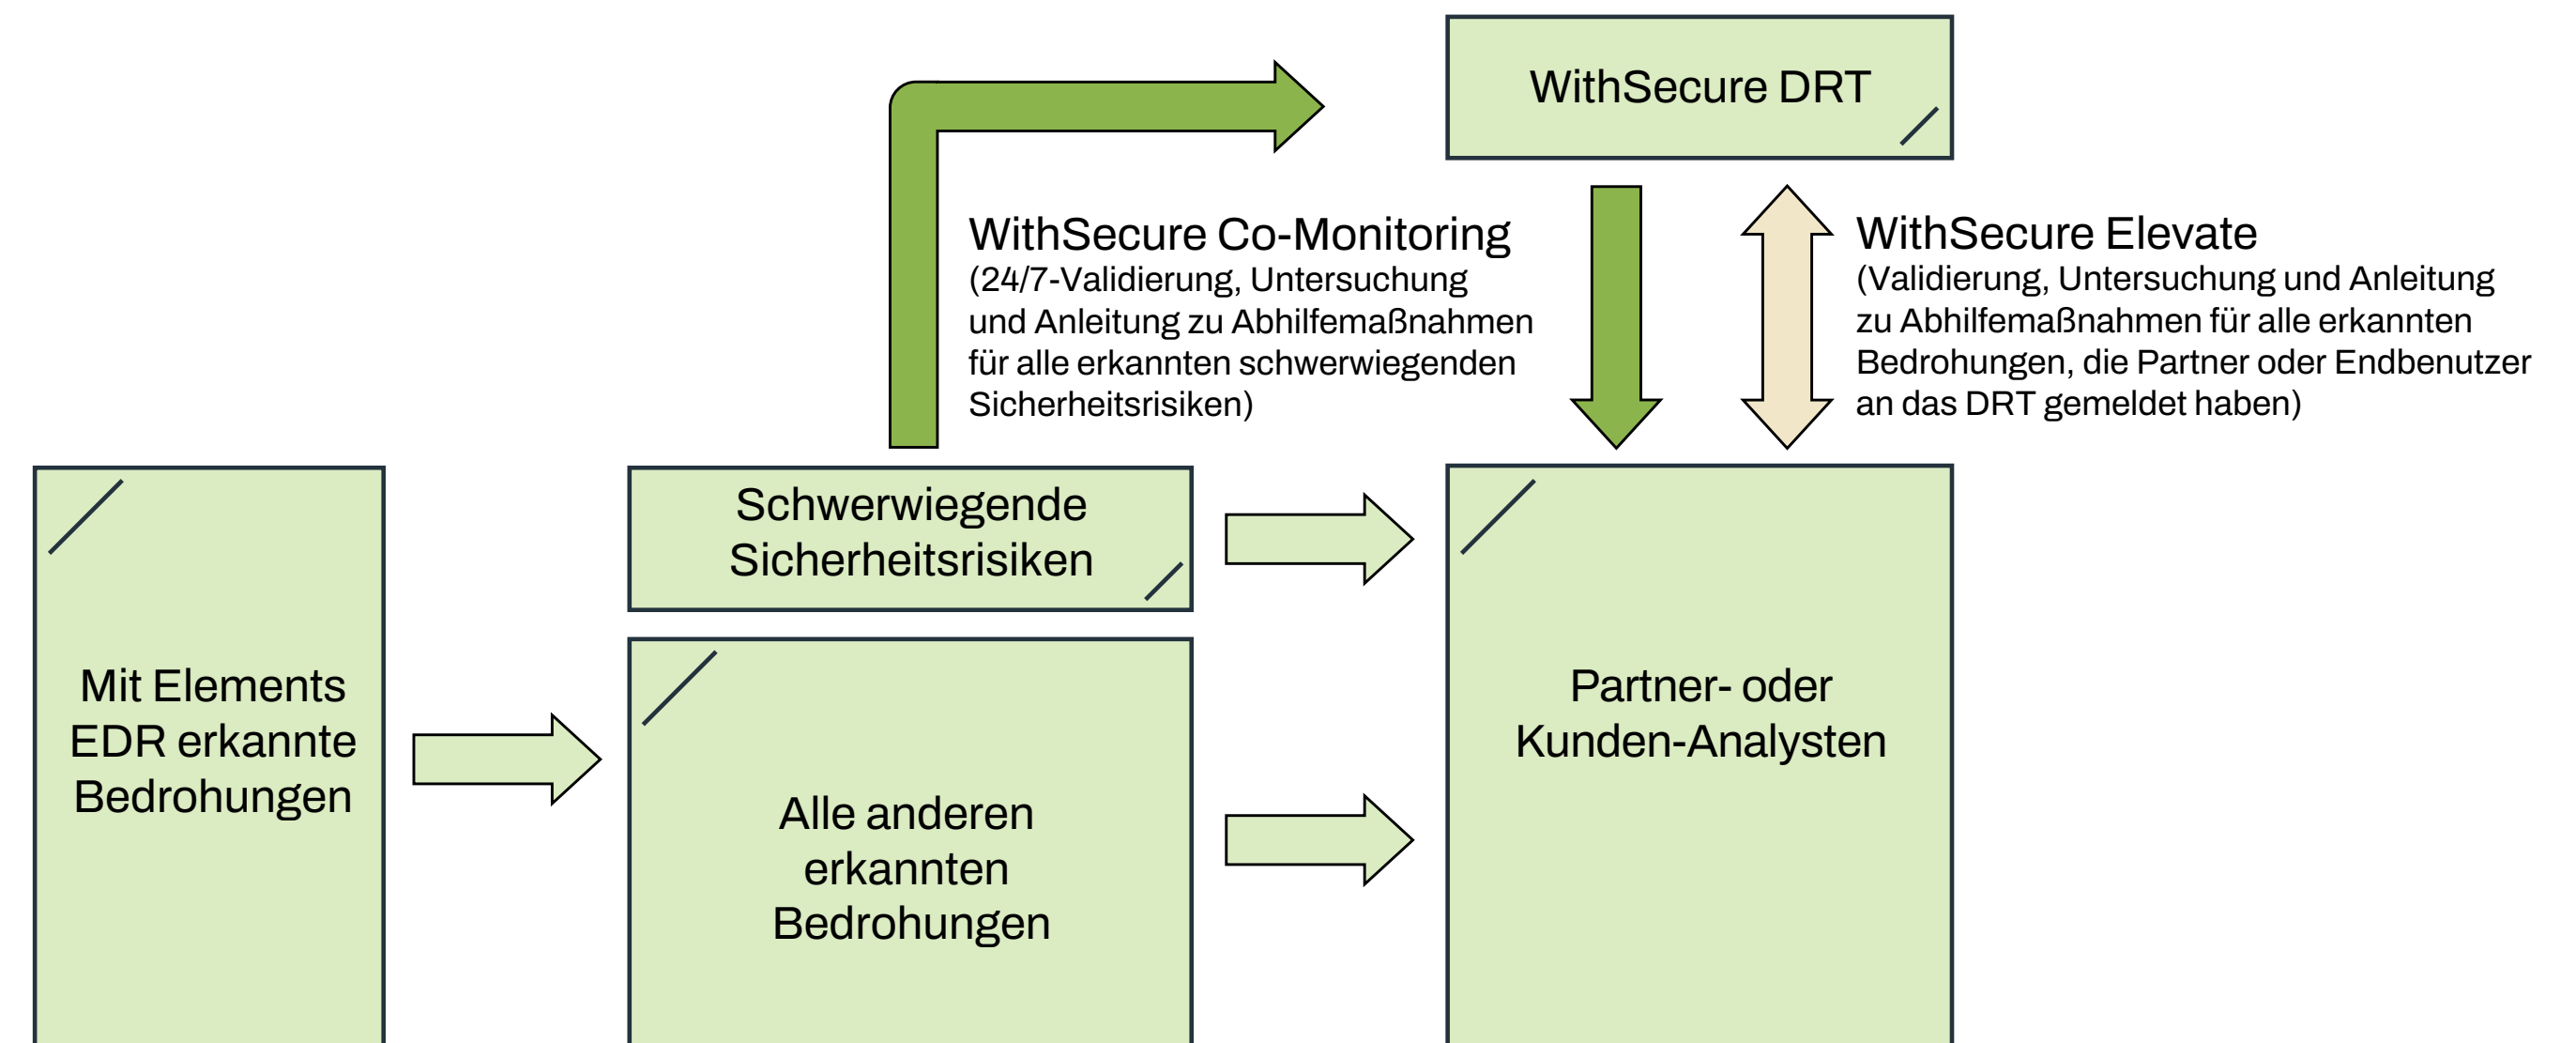 WithSecure DRT
WithSecure Co-Monitoring
(24/7-Validierung, Untersuchung
und Anleitung zu Abhilfemaßnahmen
für alle erkannten schwerwiegenden
Sicherheitsrisiken)
WithSecure Elevate
(Validierung, Untersuchung und Anleitung
zu Abhilfemaßnahmen für alle erkannten
Bedrohungen, die Partner oder Endbenutzer
an das DRT gemeldet haben)
Mit Elements
EDR erkannte
Bedrohungen
Schwerwiegende
Sicherheitsrisiken
Alle anderen
erkannten
Bedrohungen
Partner- oder
Kunden-Analysten